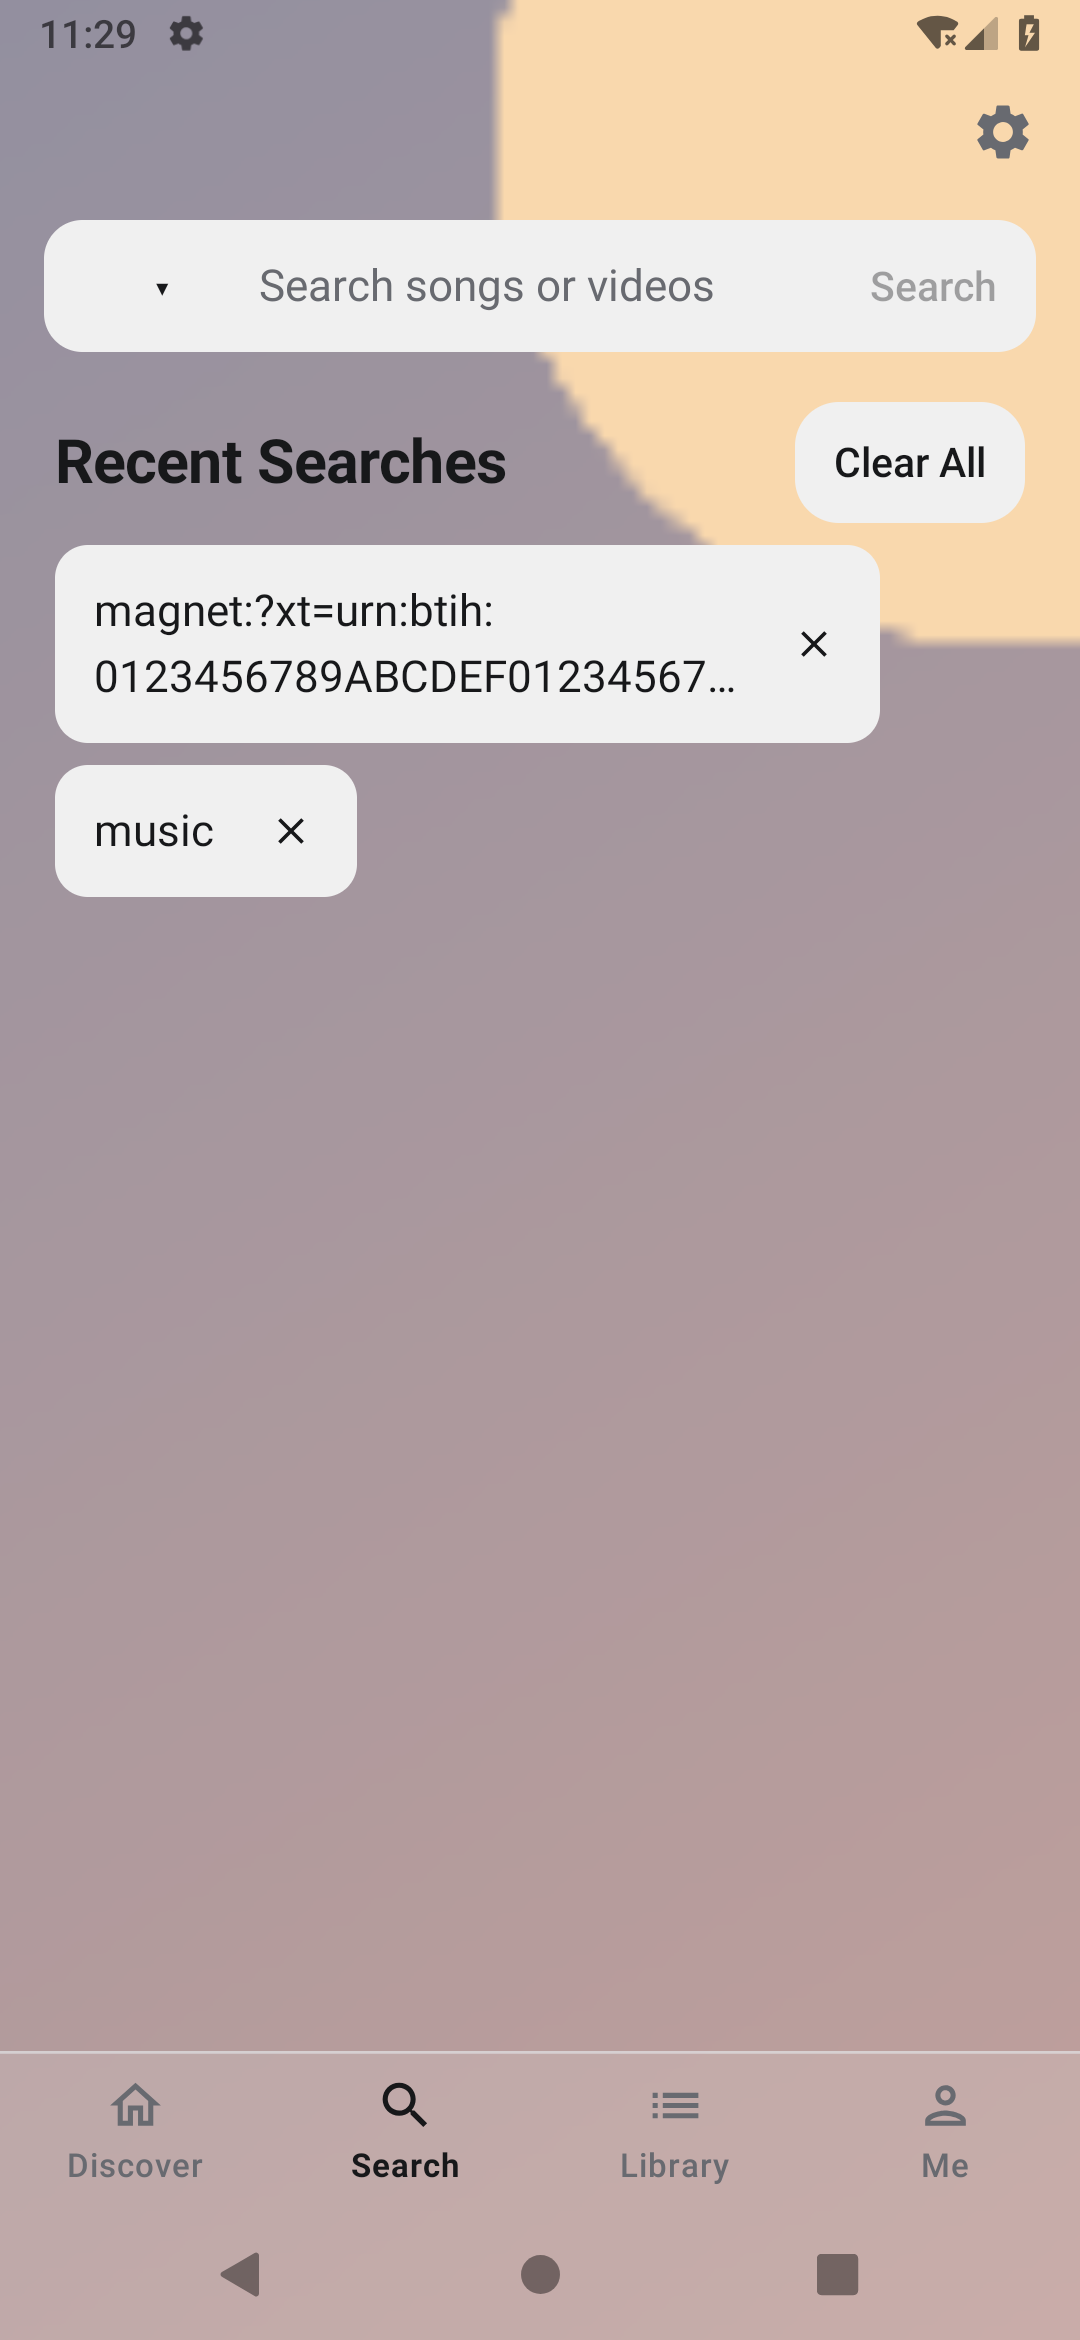 11:29
Search songs or videos
Search
Recent Searches
Clear All
magnet:?xt=urn:btih:
0123456789ABCDEF01234567…
music
Discover
Search
Library
Me